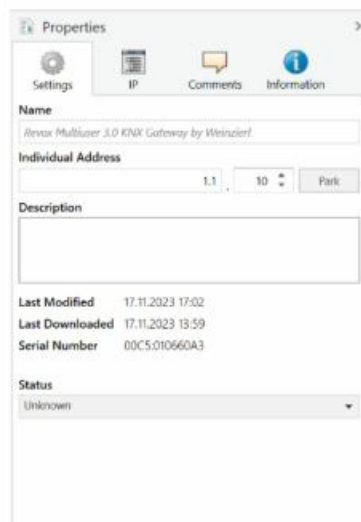 Properties
Settings
IP
Comments
Information
Name
Revox Multiuser 3.0 KNX Gateway by Weinzierl
Individual Address
1.1 . 10 Park
Description
Last Modified 17.11.2023 17:02
Last Downloaded 17.11.2023 13:59
Serial Number 00C5:010660A3
Status
Unknown